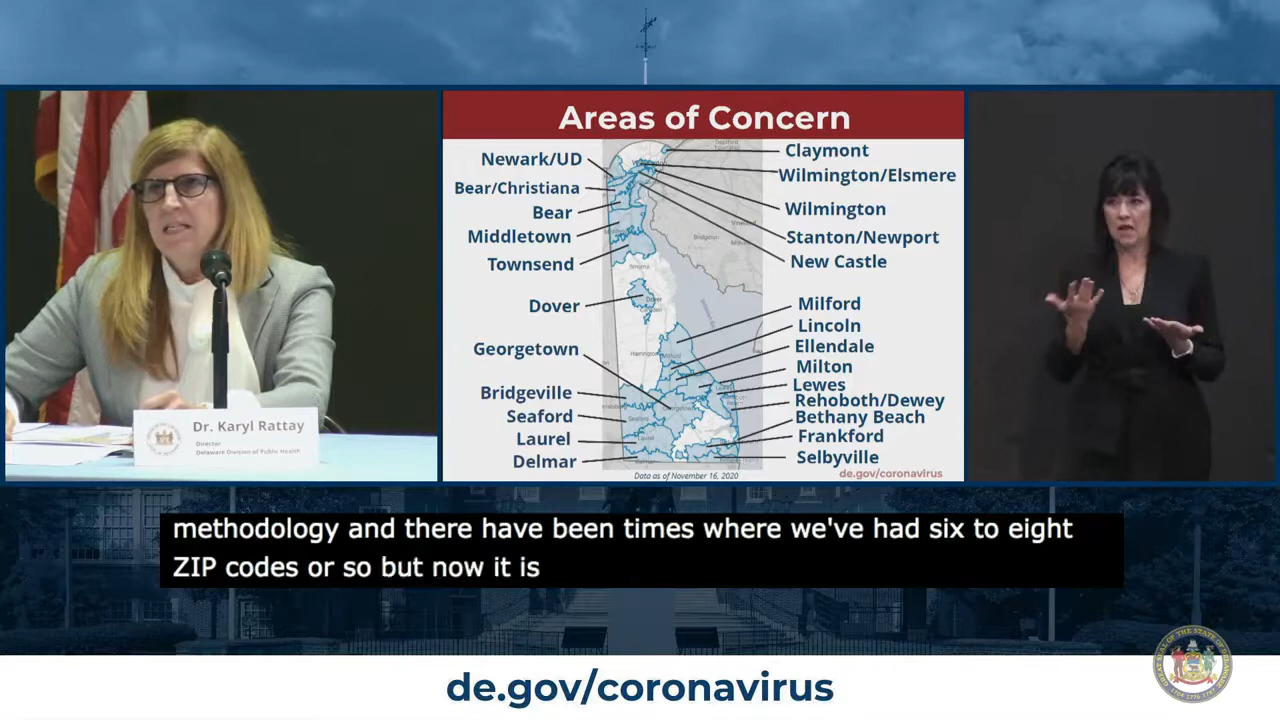 Areas of Concern
Newark/UD
Bear/Christiana
Bear
Middletown
Townsend
Dover
Georgetown
Bridgeville
Seaford
Laurel
Delmar
Claymont
Wilmington/Elsmere
Wilmington
Stanton/Newport
New Castle
Milford
Lincoln
Ellendale
Milton
Lewes
Rehoboth/Dewey
Bethany Beach
Frankford
Selbyville
Data as of November 16, 2020
de.gov/coronavirus
Dr. Karyl Rattay
Director
Delaware Division of Public Health
methodology and there have been times where we've had six to eight
ZIP codes or so but now it is
de.gov/coronavirus